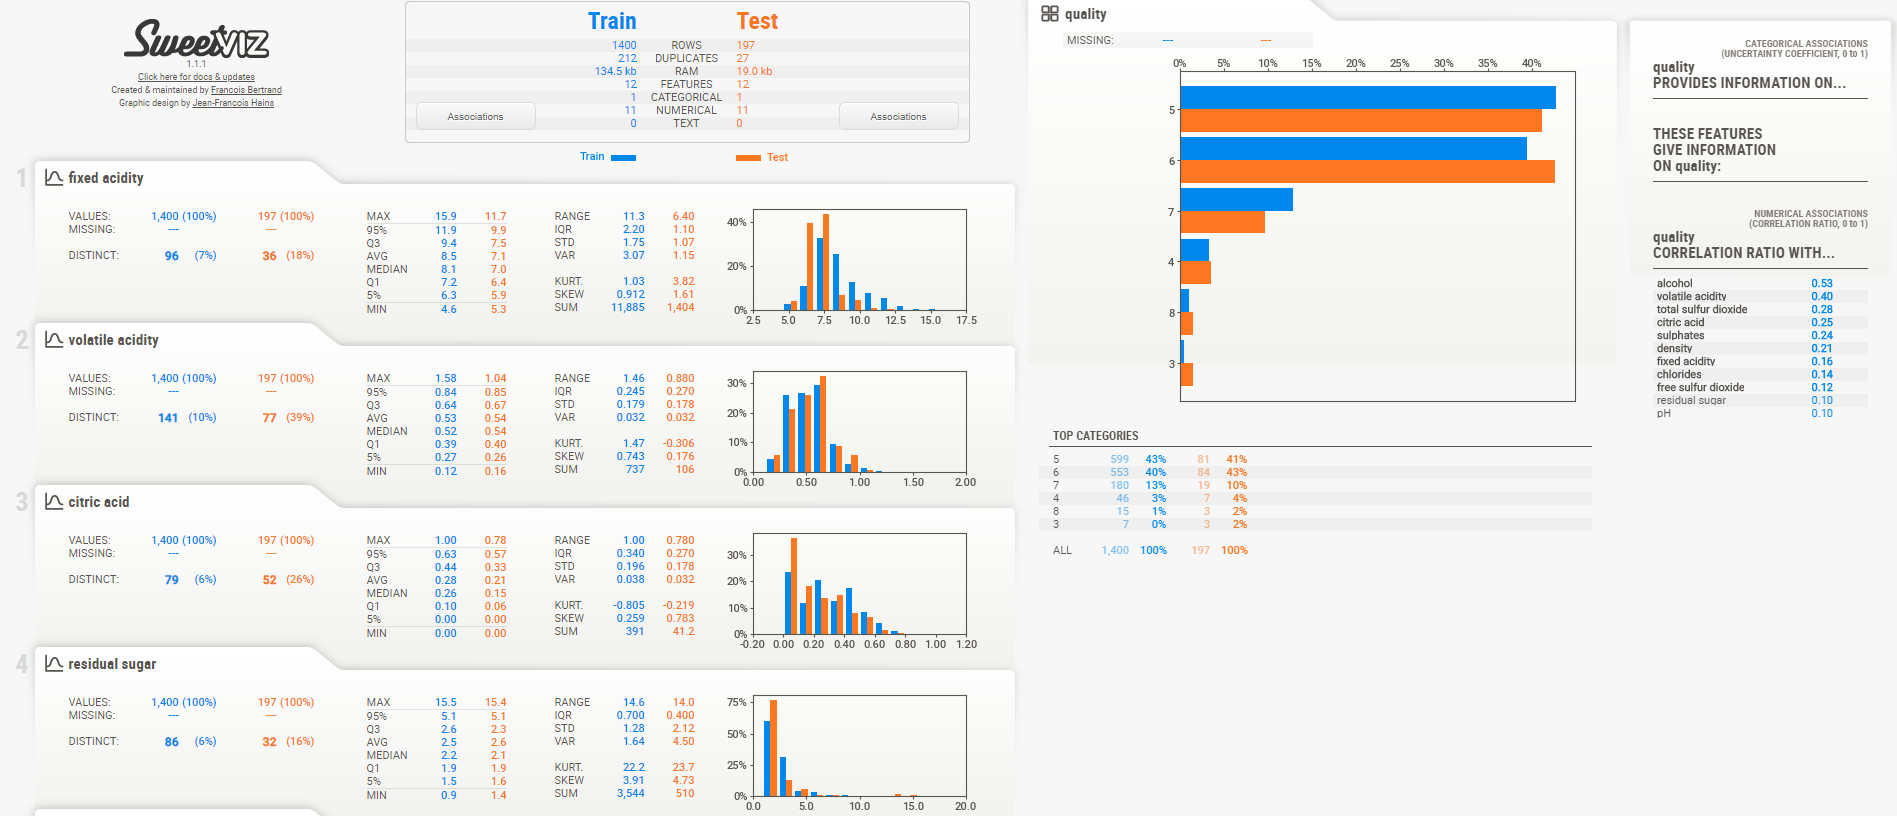 SweetVIZ
1.1.1
Click here for docs & updates
Created & maintained by Francois Bertrand
Graphic design by Jean-Francois Hains
Train Test
1400 ROWS 197
212 DUPLICATES 27
134.5 kb RAM 19.0 kb
12 FEATURES 12
1 CATEGORICAL 1
11 NUMERICAL 11
0 TEXT 0
Associations
Associations
Train
Test
1
fixed acidity
VALUES: 1,400 (100%) 197 (100%)
MISSING: --- ---
DISTINCT: 96 (7%) 36 (18%)
MAX 15.9 11.7
95% 11.9 9.9
Q3 9.4 7.5
AVG 8.5 7.1
MEDIAN 8.1 7.0
Q1 7.2 6.4
5% 6.3 5.9
MIN 4.6 5.3
RANGE 11.3 6.40
IQR 2.20 1.10
STD 1.75 1.07
VAR 3.07 1.15
KURT. 1.03 3.82
SKEW 0.912 1.61
SUM 11,885 1,404
40%
20%
0%
2.5 5.0 7.5 10.0 12.5 15.0 17.5
2
volatile acidity
VALUES: 1,400 (100%) 197 (100%)
MISSING: --- ---
DISTINCT: 141 (10%) 77 (39%)
MAX 1.58 1.04
95% 0.84 0.85
Q3 0.64 0.67
AVG 0.53 0.54
MEDIAN 0.52 0.54
Q1 0.39 0.40
5% 0.27 0.26
MIN 0.12 0.16
RANGE 1.46 0.880
IQR 0.245 0.270
STD 0.179 0.178
VAR 0.032 0.032
KURT. 1.47 -0.306
SKEW 0.743 0.176
SUM 737 106
30%
20%
10%
0%
0.00 0.50 1.00 1.50 2.00
3
citric acid
VALUES: 1,400 (100%) 197 (100%)
MISSING: --- ---
DISTINCT: 79 (6%) 52 (26%)
MAX 1.00 0.78
95% 0.63 0.57
Q3 0.44 0.33
AVG 0.28 0.21
MEDIAN 0.26 0.15
Q1 0.10 0.06
5% 0.00 0.00
MIN 0.00 0.00
RANGE 1.00 0.780
IQR 0.340 0.270
STD 0.196 0.178
VAR 0.038 0.032
KURT. -0.805 -0.219
SKEW 0.259 0.783
SUM 391 41.2
30%
20%
10%
0%
-0.20 0.00 0.20 0.40 0.60 0.80 1.00 1.20
4
residual sugar
VALUES: 1,400 (100%) 197 (100%)
MISSING: --- ---
DISTINCT: 86 (6%) 32 (16%)
MAX 15.5 15.4
95% 5.1 5.1
Q3 2.6 2.3
AVG 2.5 2.6
MEDIAN 2.2 2.1
Q1 1.9 1.9
5% 1.5 1.6
MIN 0.9 1.4
RANGE 14.6 14.0
IQR 0.700 0.400
STD 1.28 2.12
VAR 1.64 4.50
KURT. 22.2 23.7
SKEW 3.91 4.73
SUM 3,544 510
75%
50%
25%
0%
0.0 5.0 10.0 15.0 20.0
quality
MISSING: --- ---
0% 5% 10% 15% 20% 25% 30% 35% 40%
5
6
7
4
8
3
TOP CATEGORIES
5 599 43% 81 41%
6 553 40% 84 43%
7 180 13% 19 10%
4 46 3% 7 4%
8 15 1% 3 2%
3 7 0% 3 2%
ALL 1,400 100% 197 100%
CATEGORICAL ASSOCIATIONS
(UNCERTAINTY COEFFICIENT, 0 to 1)
quality
PROVIDES INFORMATION ON...
THESE FEATURES
GIVE INFORMATION
ON quality:
NUMERICAL ASSOCIATIONS
(CORRELATION RATIO, 0 to 1)
quality
CORRELATION RATIO WITH...
alcohol 0.53
volatile acidity 0.40
total sulfur dioxide 0.28
citric acid 0.25
sulphates 0.24
density 0.21
fixed acidity 0.16
chlorides 0.14
free sulfur dioxide 0.12
residual sugar 0.10
pH 0.10